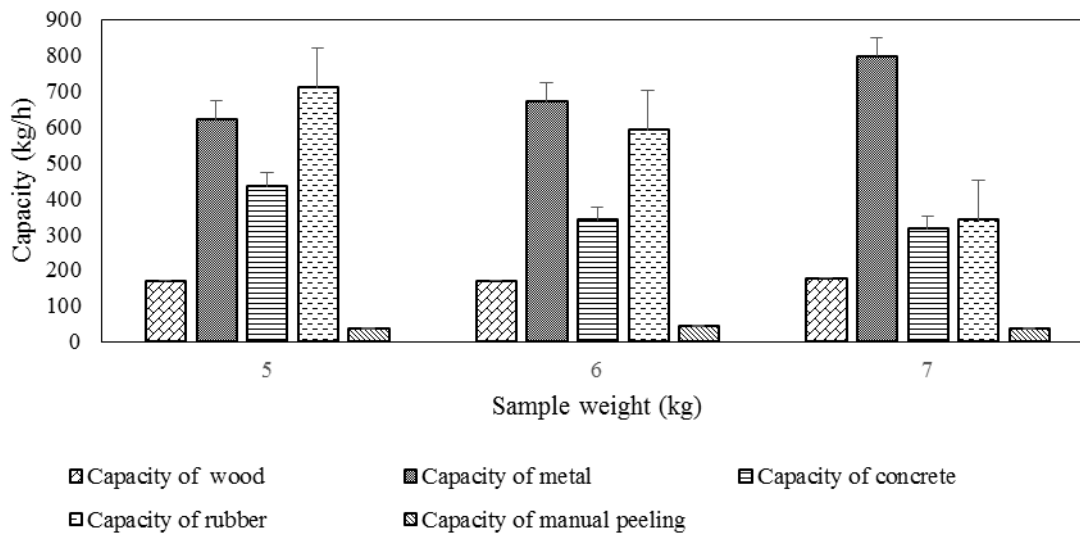 900
800
700
600
500
400
300
200
100
0
Capacity (kg/h)
5 6 7
Sample weight (kg)
Capacity of wood Capacity of metal Capacity of concrete
Capacity of rubber Capacity of manual peeling